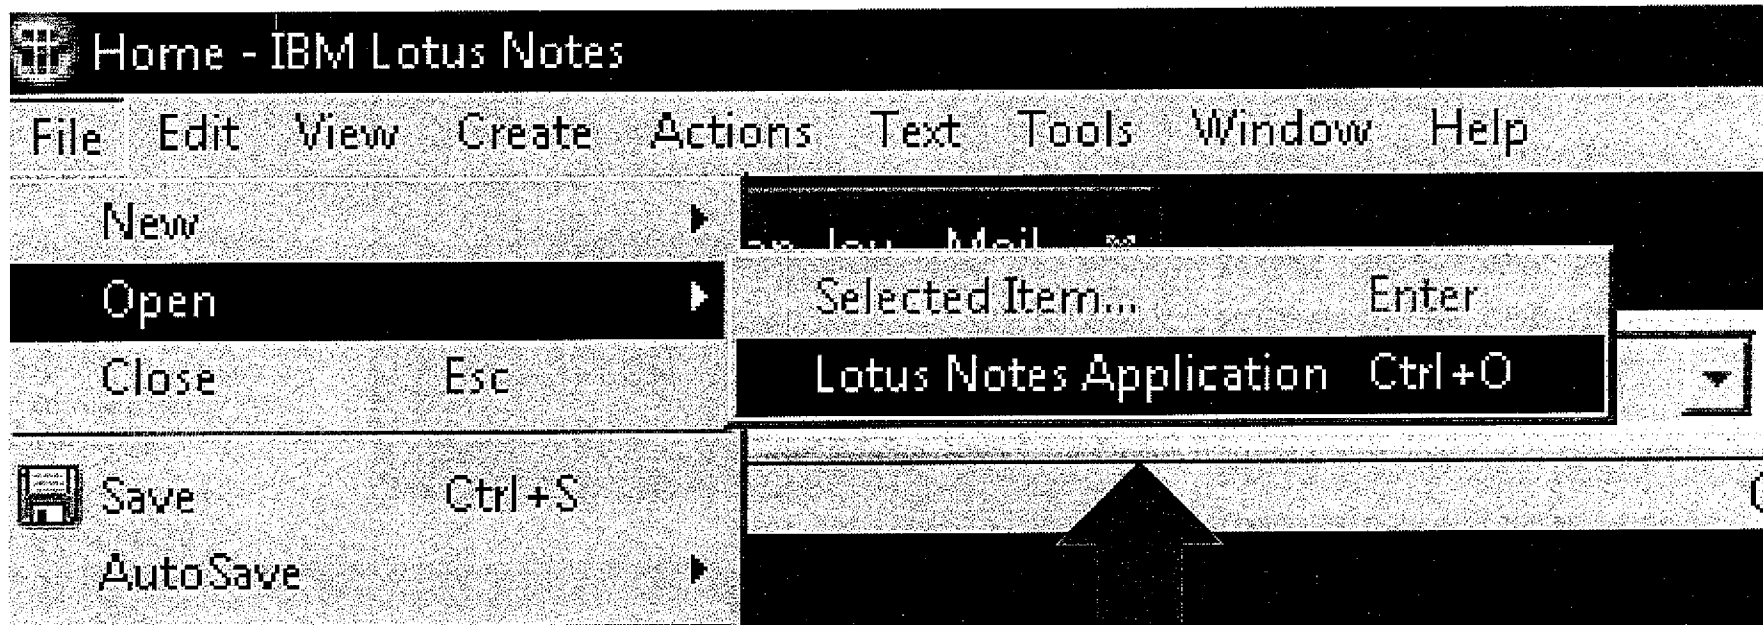 Home - IBM Lotus Notes
File Edit View Create Actions Text Tools Window Help
New
Mail
Open
Selected Item... Enter
Lotus Notes Application Ctrl+O
Close Esc
Save Ctrl+S
AutoSave